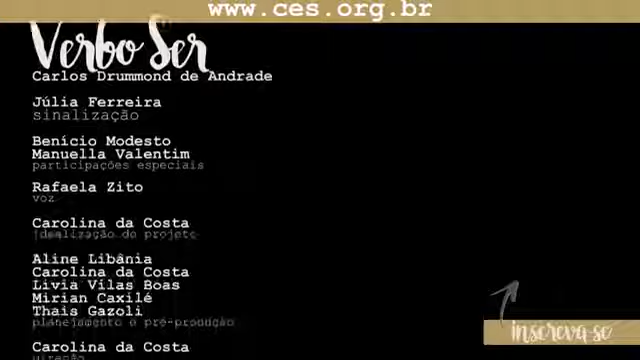 www.ces.org.br
Verbo Ser
Carlos Drummond de Andrade
Júlia Ferreira
sinalização
Benício Modesto
Manuella Valentim
participações especiais
Rafaela Zito
voz
Carolina da Costa
idealização do projeto
Aline Libânia
Carolina da Costa
Livia Vilas Boas
Mirian Caxilé
Thais Gazoli
planejamento e pré-produção
Carolina da Costa
inscreva-se